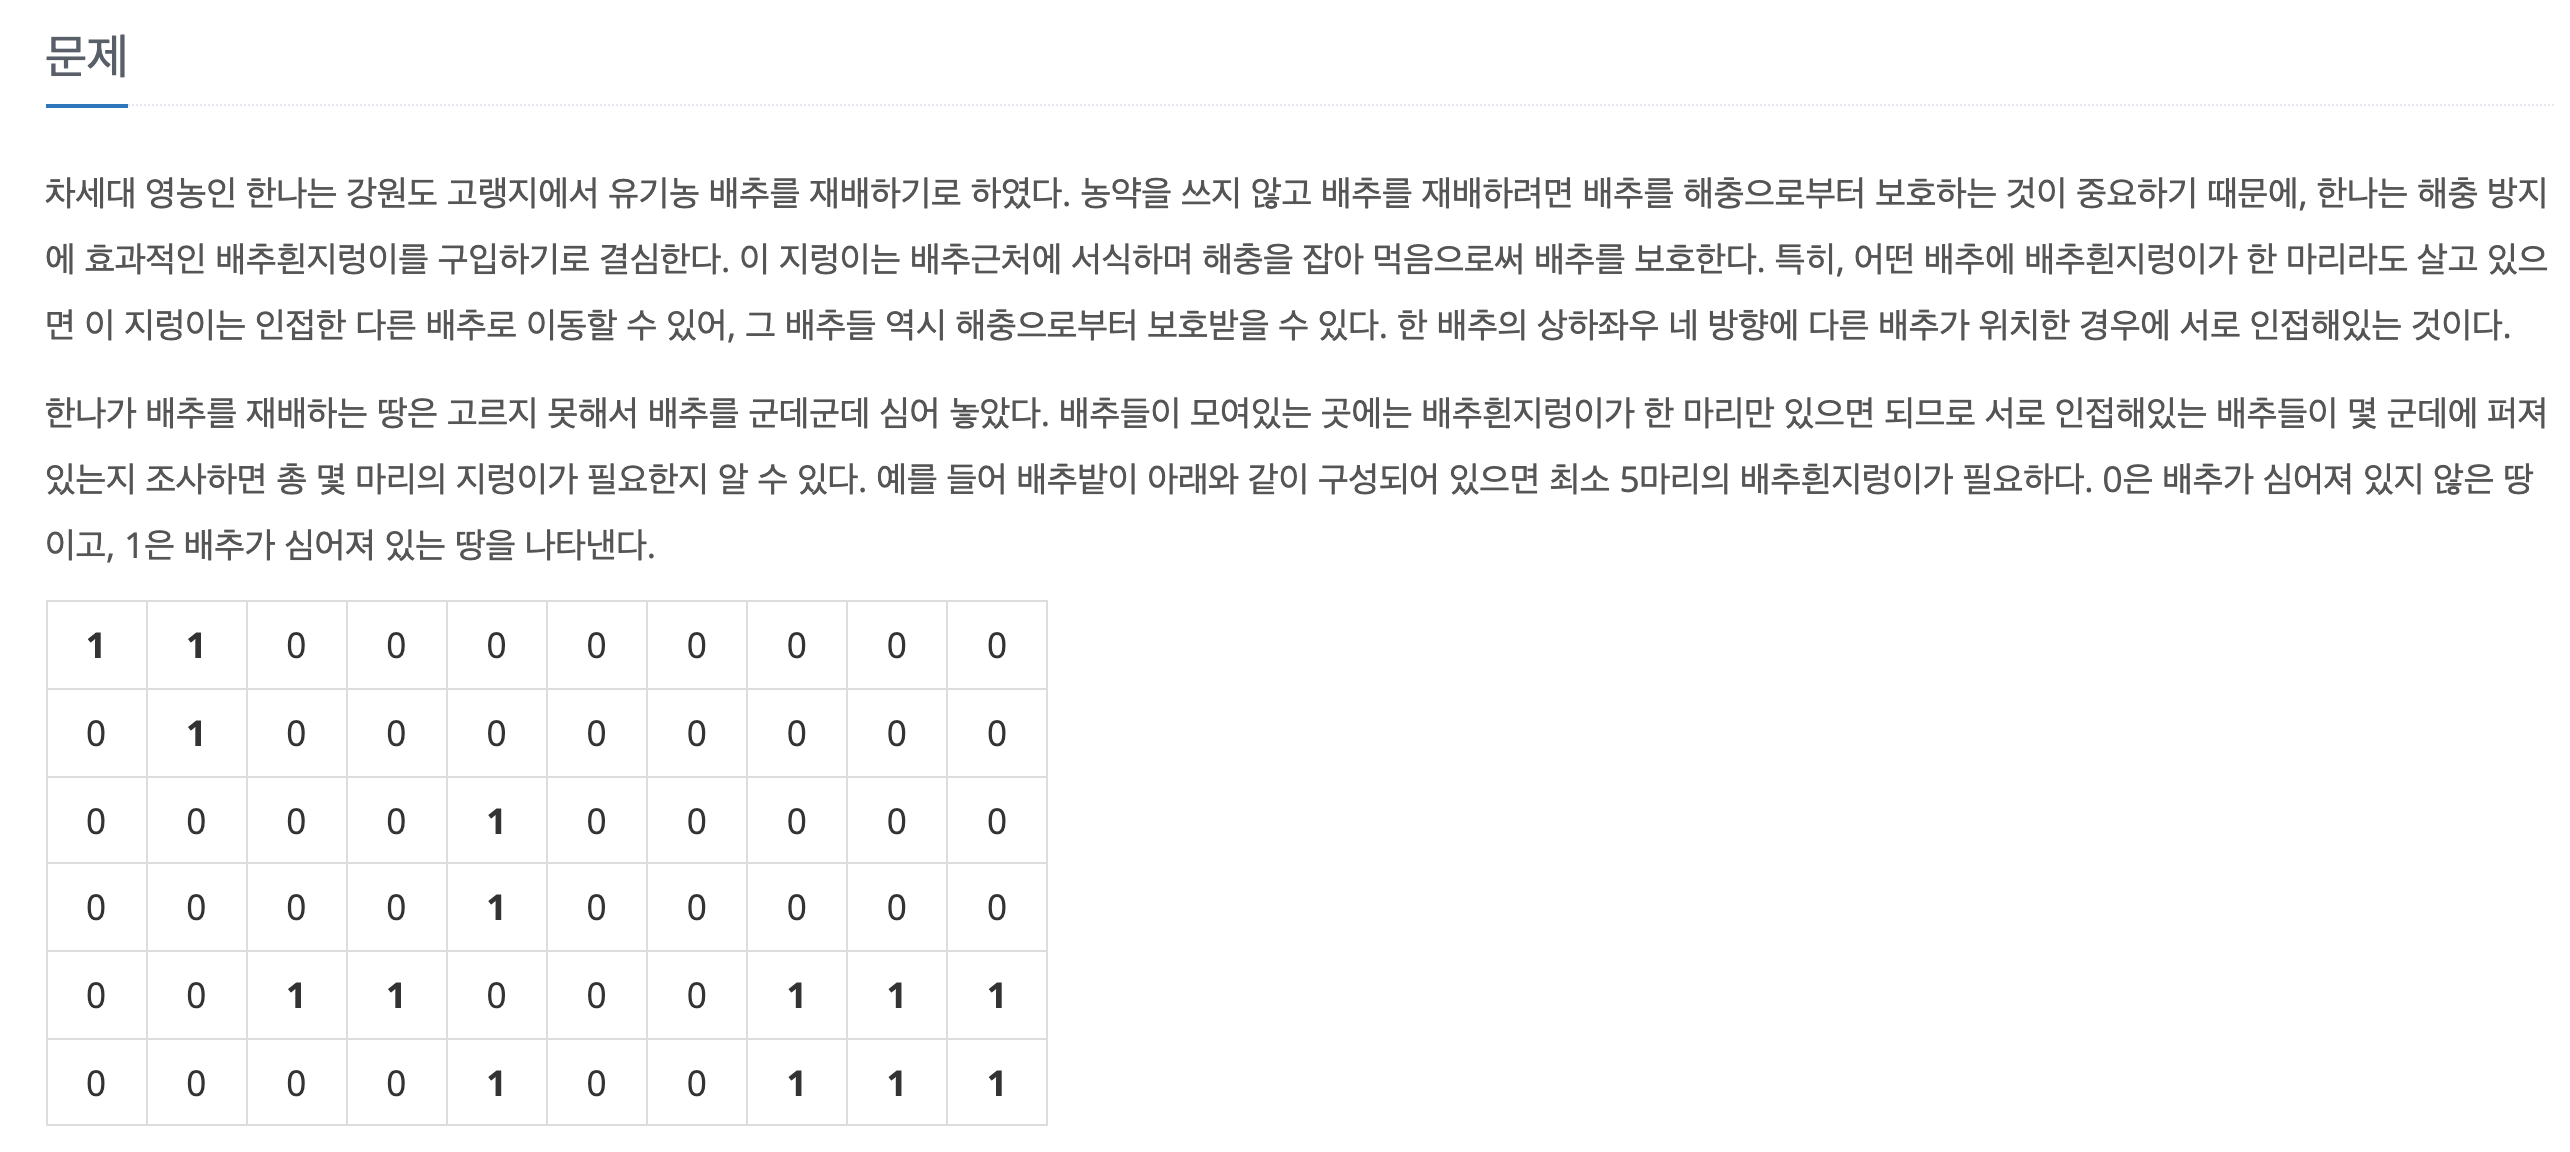 문제
차세대 영농인 한나는 강원도 고랭지에서 유기농 배추를 재배하기로 하였다. 농약을 쓰지 않고 배추를 재배하려면 배추를 해충으로부터 보호하는 것이 중요하기 때문에, 한나는 해충 방지
에 효과적인 배추흰지렁이를 구입하기로 결심한다. 이 지렁이는 배추근처에 서식하며 해충을 잡아 먹음으로써 배추를 보호한다. 특히, 어떤 배추에 배추흰지렁이가 한 마리라도 살고 있으
면 이 지렁이는 인접한 다른 배추로 이동할 수 있어, 그 배추들 역시 해충으로부터 보호받을 수 있다. 한 배추의 상하좌우 네 방향에 다른 배추가 위치한 경우에 서로 인접해있는 것이다.
한나가 배추를 재배하는 땅은 고르지 못해서 배추를 군데군데 심어 놓았다. 배추들이 모여있는 곳에는 배추흰지렁이가 한 마리만 있으면 되므로 서로 인접해있는 배추들이 몇 군데에 퍼져
있는지 조사하면 총 몇 마리의 지렁이가 필요한지 알 수 있다. 예를 들어 배추밭이 아래와 같이 구성되어 있으면 최소 5마리의 배추흰지렁이가 필요하다. 0은 배추가 심어져 있지 않은 땅
이고, 1은 배추가 심어져 있는 땅을 나타낸다.
1 1 0 0 0 0 0 0 0 0
0 1 0 0 0 0 0 0 0 0
0 0 0 0 1 0 0 0 0 0
0 0 0 0 1 0 0 0 0 0
0 0 1 1 0 0 0 1 1 1
0 0 0 0 1 0 0 1 1 1